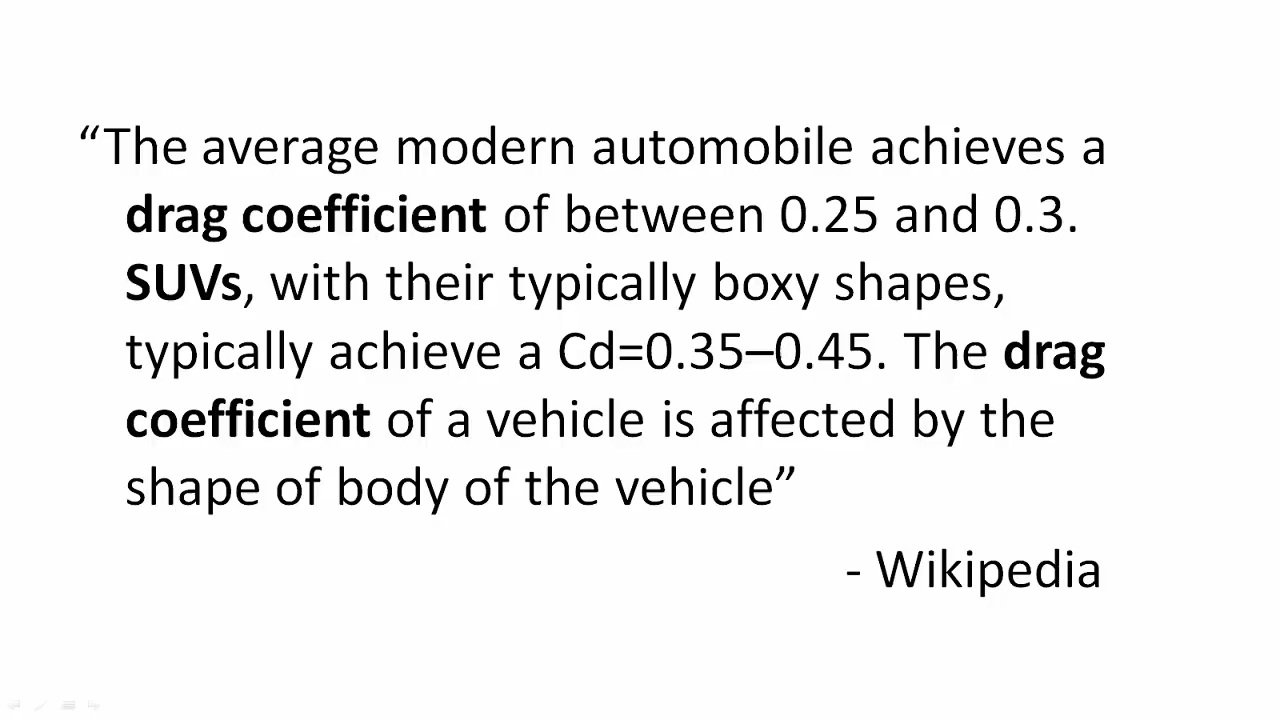 “The average modern automobile achieves a
drag coefficient of between 0.25 and 0.3.
SUVs, with their typically boxy shapes,
typically achieve a Cd=0.35–0.45. The drag
coefficient of a vehicle is affected by the
shape of body of the vehicle”
- Wikipedia